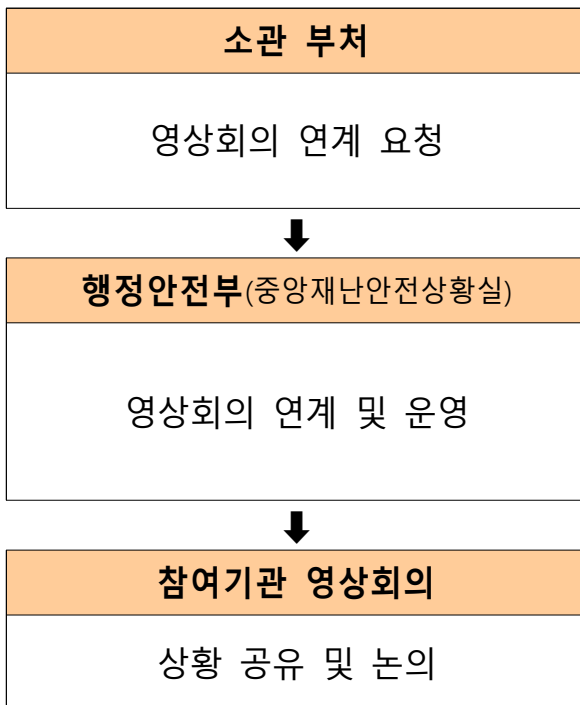 소관 부처
영상회의 연계 요청
행정안전부(중앙재난안전상황실)
영상회의 연계 및 운영
참여기관 영상회의
상황 공유 및 논의